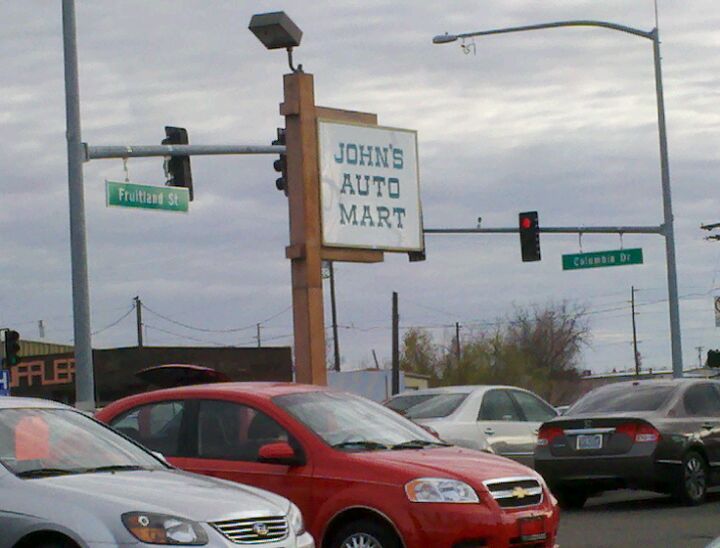 Fruitland St
JOHN'S
AUTO
MART
Columbia Dr